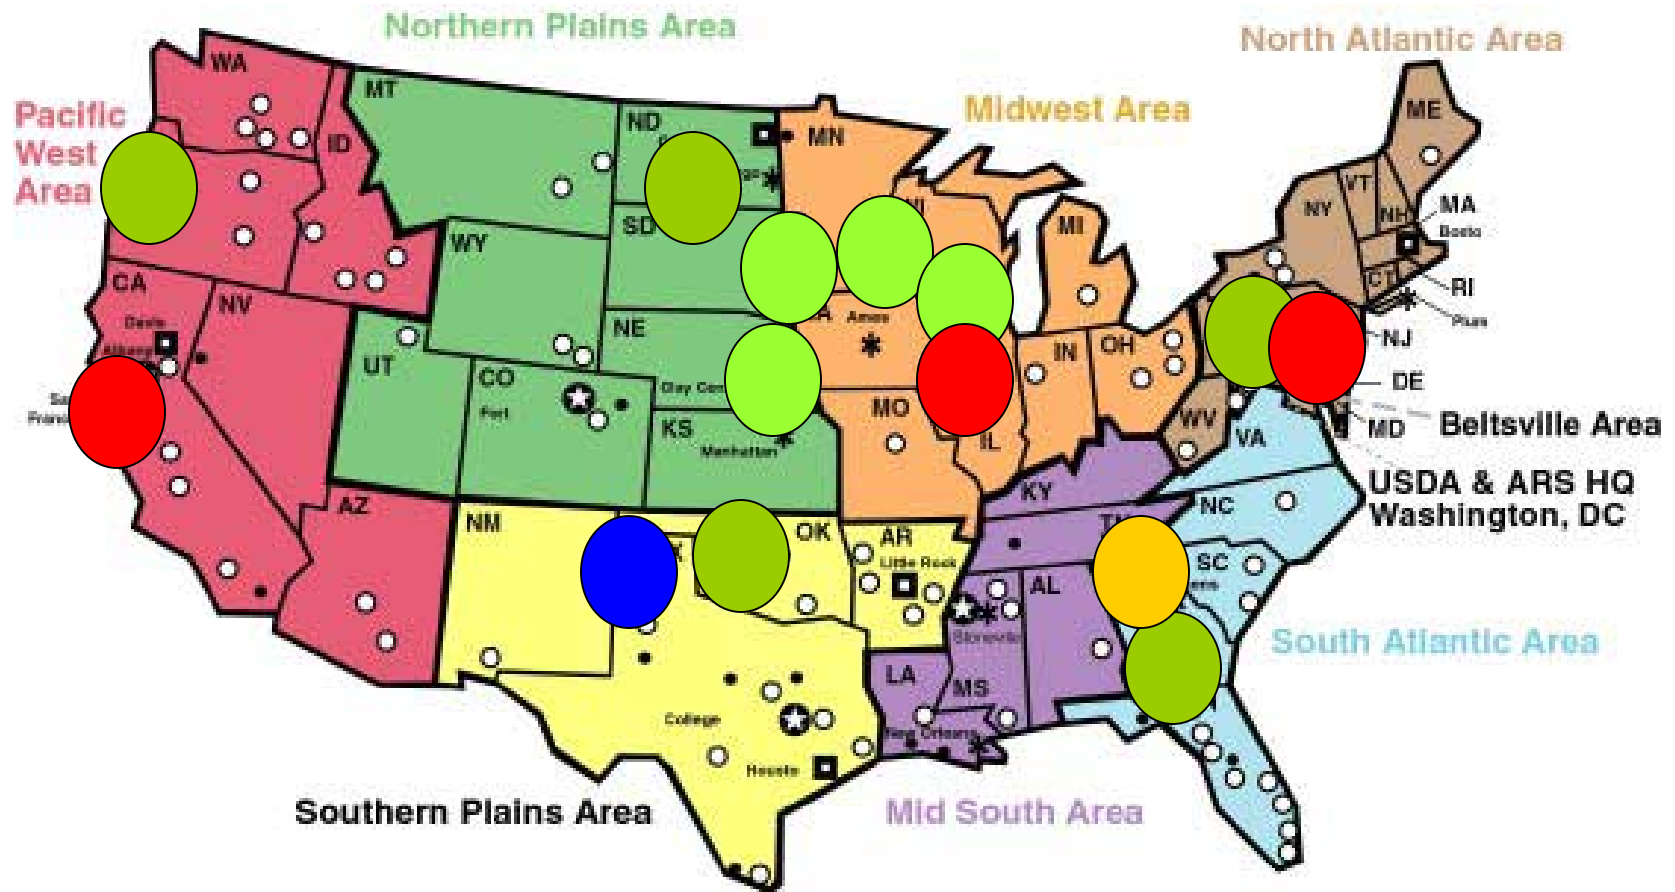 Northern Plains Area
North Atlantic Area
Midwest Area
Pacific
West
Area
WA
MT
ND
MN
ID
ME
VT
NY
NH
MA
SD
WY
MI
CA
NV
NE
Ames
CT
RI
NJ
DE
UT
CO
IN
OH
KS
MO
IL
WV
VA
MD
Beltsville Area
Manhattan
USDA & ARS HQ
Washington, DC
KY
NC
AZ
NM
OK
AR
Little Rock
SC
AL
South Atlantic Area
LA
MS
College
Southern Plains Area
Mid South Area